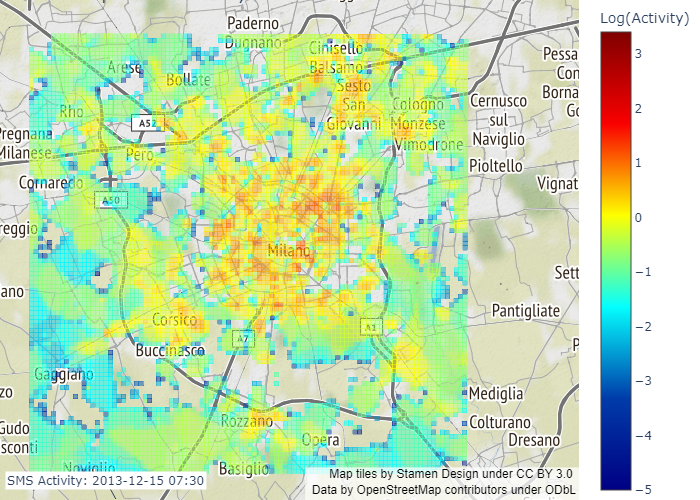 Log(Activity)
3
2
1
0
−1
−2
−3
−4
−5
Paderno
Dugnano
Cinisello
Balsamo
Pessa
Con
Borna
Go
Arese
Bollate
Sesto
San
Giovanni
Cologno
Monzese
Cernusco
sul
Naviglio
Rho
A52
Pregnana
Milanese
Pero
Vimodrone
Pioltello
Cornaredo
Vignat
A50
reggio
Milano
Sett
ano
Pantigliate
Corsico
A7
A1
Buccinasco
P
Gaggiano
Mediglia
zo
Rozzano
Colturano
Gudo
sconti
Opera
Dresano
Noviglio
Basiglio
SMS Activity: 2013-12-15 07:30
Map tiles by Stamen Design under CC BY 3.0
Data by OpenStreetMap contributors under ODbL